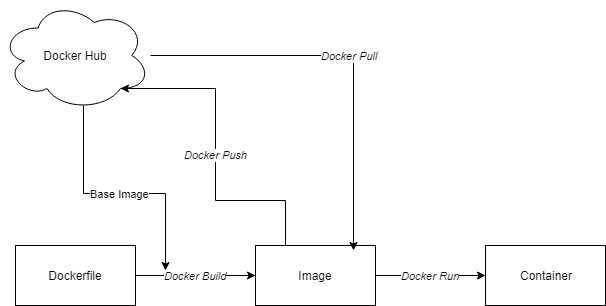 Docker Hub
Docker Pull
Docker Push
Base Image
Dockerfile
Docker Build
Image
Docker Run
Container